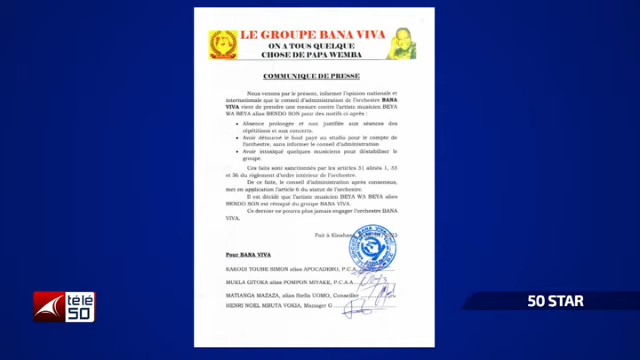 LE GROUPE BANA VIVA
ON A TOUS QUELQUE
CHOSE DE PAPA WEMBA
COMMUNIQUE DE PRESSE
Nous venons par le présent, informer l'opinion nationale et
internationale que le conseil d'administration de l'orchestre BANA
VIVA vient de prendre une mesure contre l'artiste musicien BEYA
WA BEYA alias BENDO SON pour des motifs ci après :
• Absence prolongée et non justifiée aux séances des
répétitions et aux concerts.
• Avoir détourné le bout payé au studio pour le compte de
l'orchestre, sans informer le conseil d'administration
• Avoir intoxiqué quelques musiciens pour déstabiliser le
groupe.
Ces faits sont sanctionnés par les articles 31 alinéa 1, 33
et 36 du règlement d'ordre intérieur de l'orchestre.
De ce faite, le conseil d'administration après consensus,
met en application l'article 6 du statut de l'orchestre.
Il est décidé que l'artiste musicien BEYA WA BEYA alias
BENDO SON est révoqué du groupe BANA VIVA.
Ce dernier ne pourra plus jamais engager l'orchestre BANA
VIVA.
Fait à Kinshasa
Pour BANA VIVA
KAKODI TOUBE SIMON alias APOCADERO, P.C.A.
MUELA GITOKA alias POMPON MIYAKE, P.C.A.A
MATIANGA MAZAZA, alias Stella UOMO, Conseiller
HENRI NOEL MBUTA VOKIA, Manager G
télé
50
50 STAR